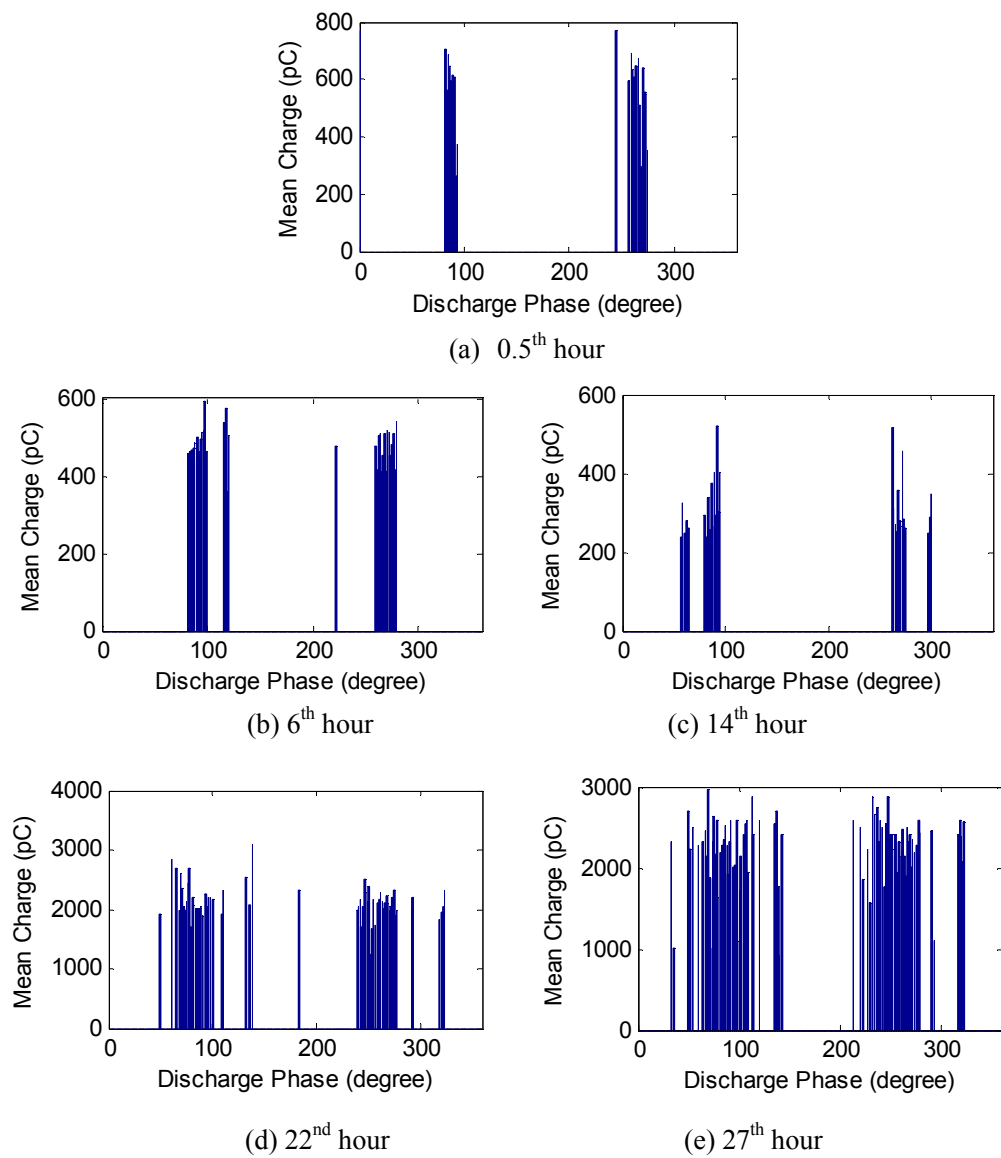 800
600
400
200
0
Mean Charge (pC)
0 100 200 300
Discharge Phase (degree)
(a) 0.5th hour
600
400
200
0
Mean Charge (pC)
0 100 200 300
Discharge Phase (degree)
(b) 6th hour
600
400
200
0
Mean Charge (pC)
0 100 200 300
Discharge Phase (degree)
(c) 14th hour
4000
3000
2000
1000
0
Mean Charge (pC)
0 100 200 300
Discharge Phase (degree)
(d) 22nd hour
3000
2000
1000
0
Mean Charge (pC)
0 100 200 300
Discharge Phase (degree)
(e) 27th hour